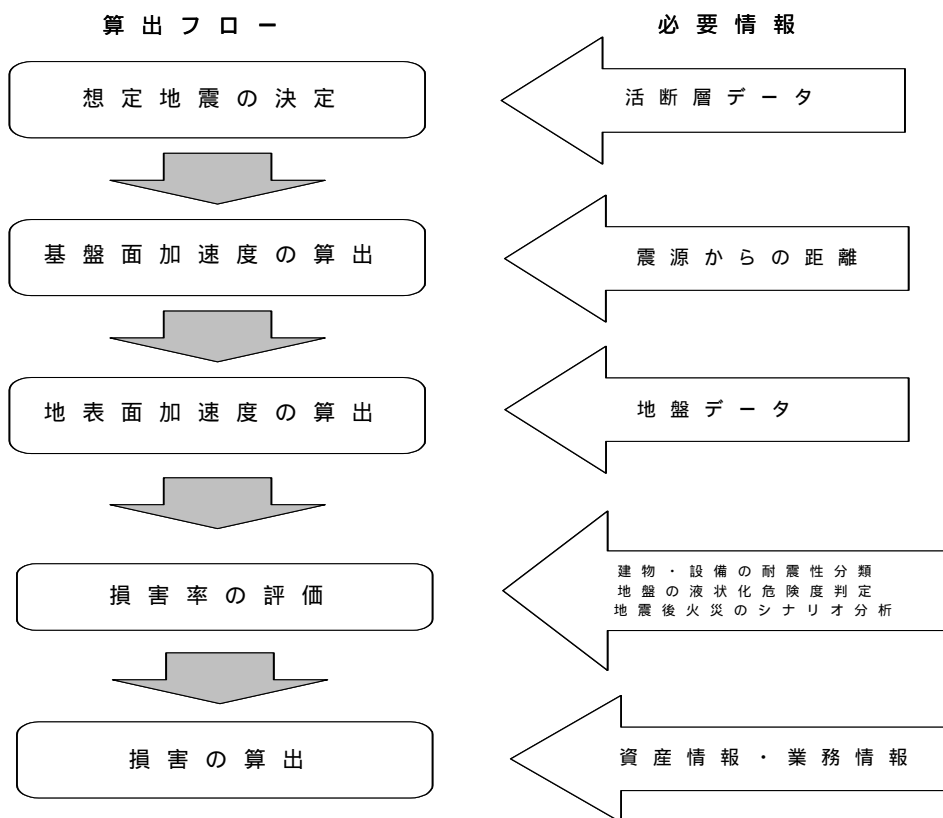 算出フロー
必要情報
想定地震の決定
活断層データ
基盤面加速度の算出
震源からの距離
地表面加速度の算出
地盤データ
損害率の評価
建物・設備の耐震性分類
地盤の液状化危険度判定
地震後火災のシナリオ分析
損害の算出
資産情報・業務情報